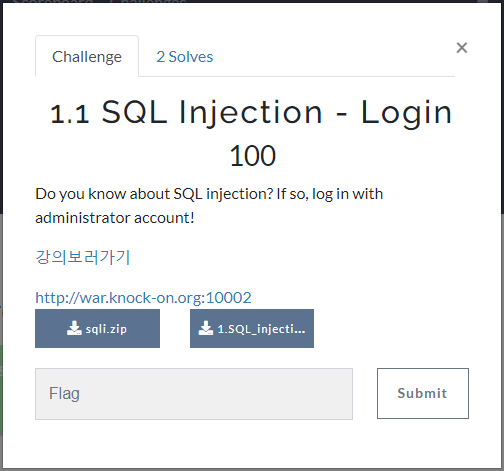 Challenge
2 Solves
×
1.1 SQL Injection - Login
100
Do you know about SQL injection? If so, log in with
administrator account!
강의보러가기
http://war.knock-on.org:10002
sqli.zip
1.SQL_injecti...
Flag
Submit